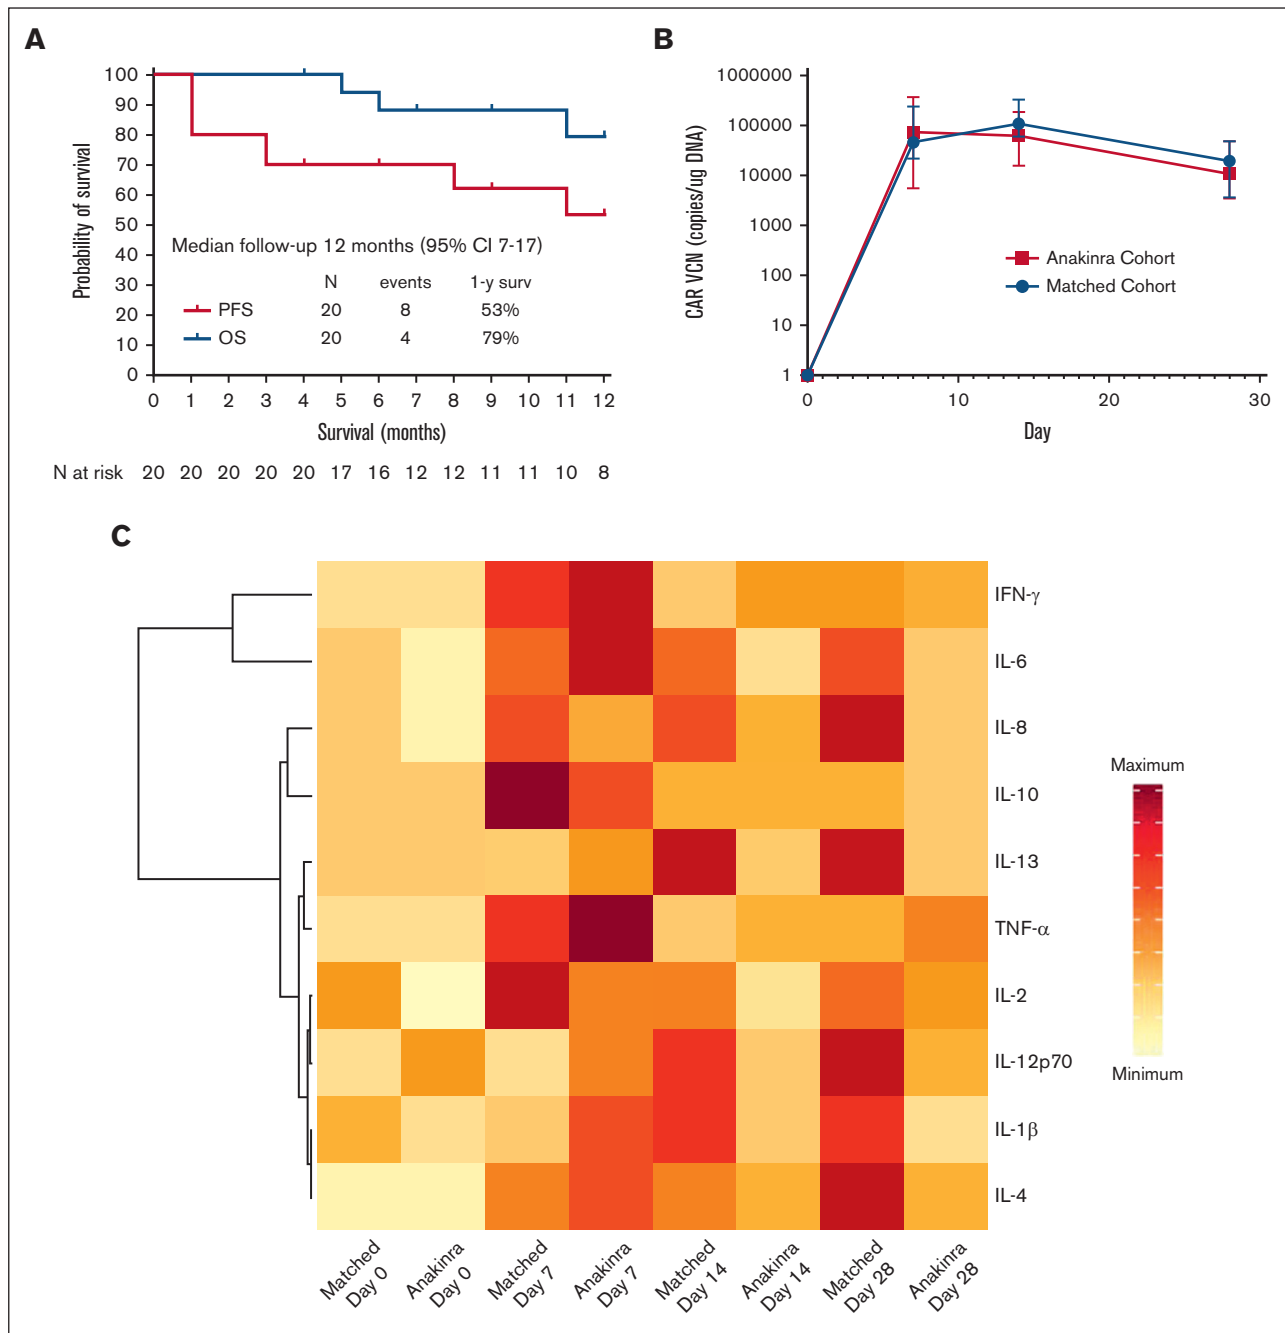 A
100
90
80
70
60
50
40
30
20
10
0
Probability of survival
Median follow-up 12 months (95% CI 7-17)
N events 1-y surv
PFS 20 8 53%
OS 20 4 79%
0 1 2 3 4 5 6 7 8 9 10 11 12
Survival (months)
N at risk 20 20 20 20 20 17 16 12 12 11 11 10 8
B
1000000
100000
10000
1000
100
10
1
CAR VCN (copies/ug DNA)
Anakinra Cohort
Matched Cohort
0 10 20 30
Day
C
IFN-γ
IL-6
IL-8
IL-10
IL-13
TNF-α
IL-2
IL-12p70
IL-1β
IL-4
Matched Day 0
Anakinra Day 0
Matched Day 7
Anakinra Day 7
Matched Day 14
Anakinra Day 14
Matched Day 28
Anakinra Day 28
Maximum
Minimum